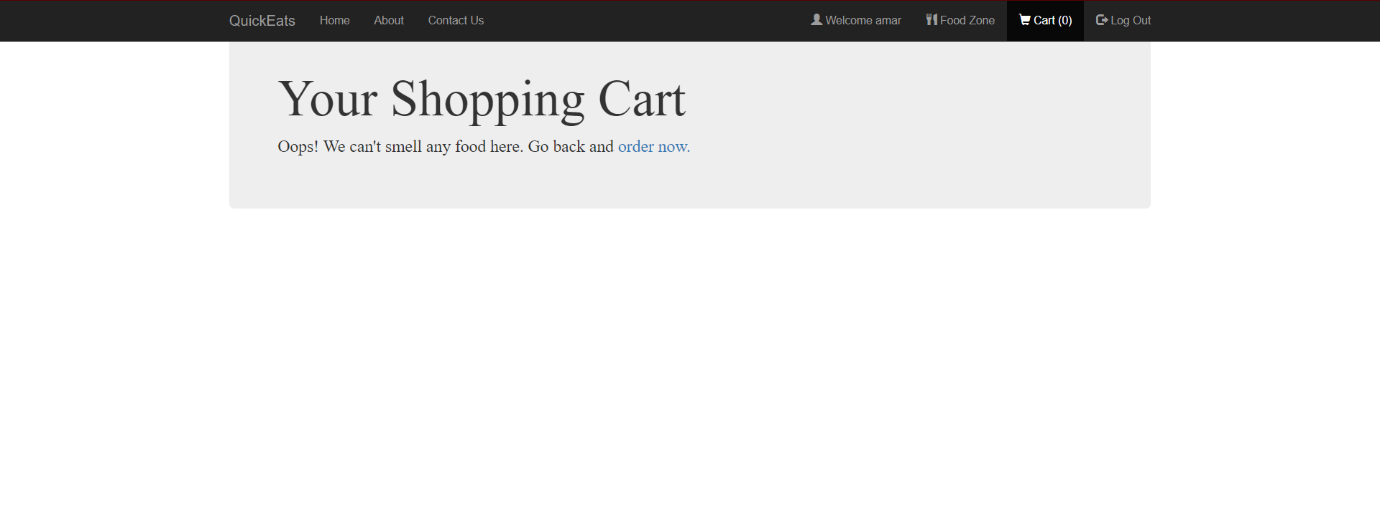 QuickEats Home About Contact Us Welcome amar Food Zone Cart (0) Log Out
Your Shopping Cart
Oops! We can't smell any food here. Go back and order now.